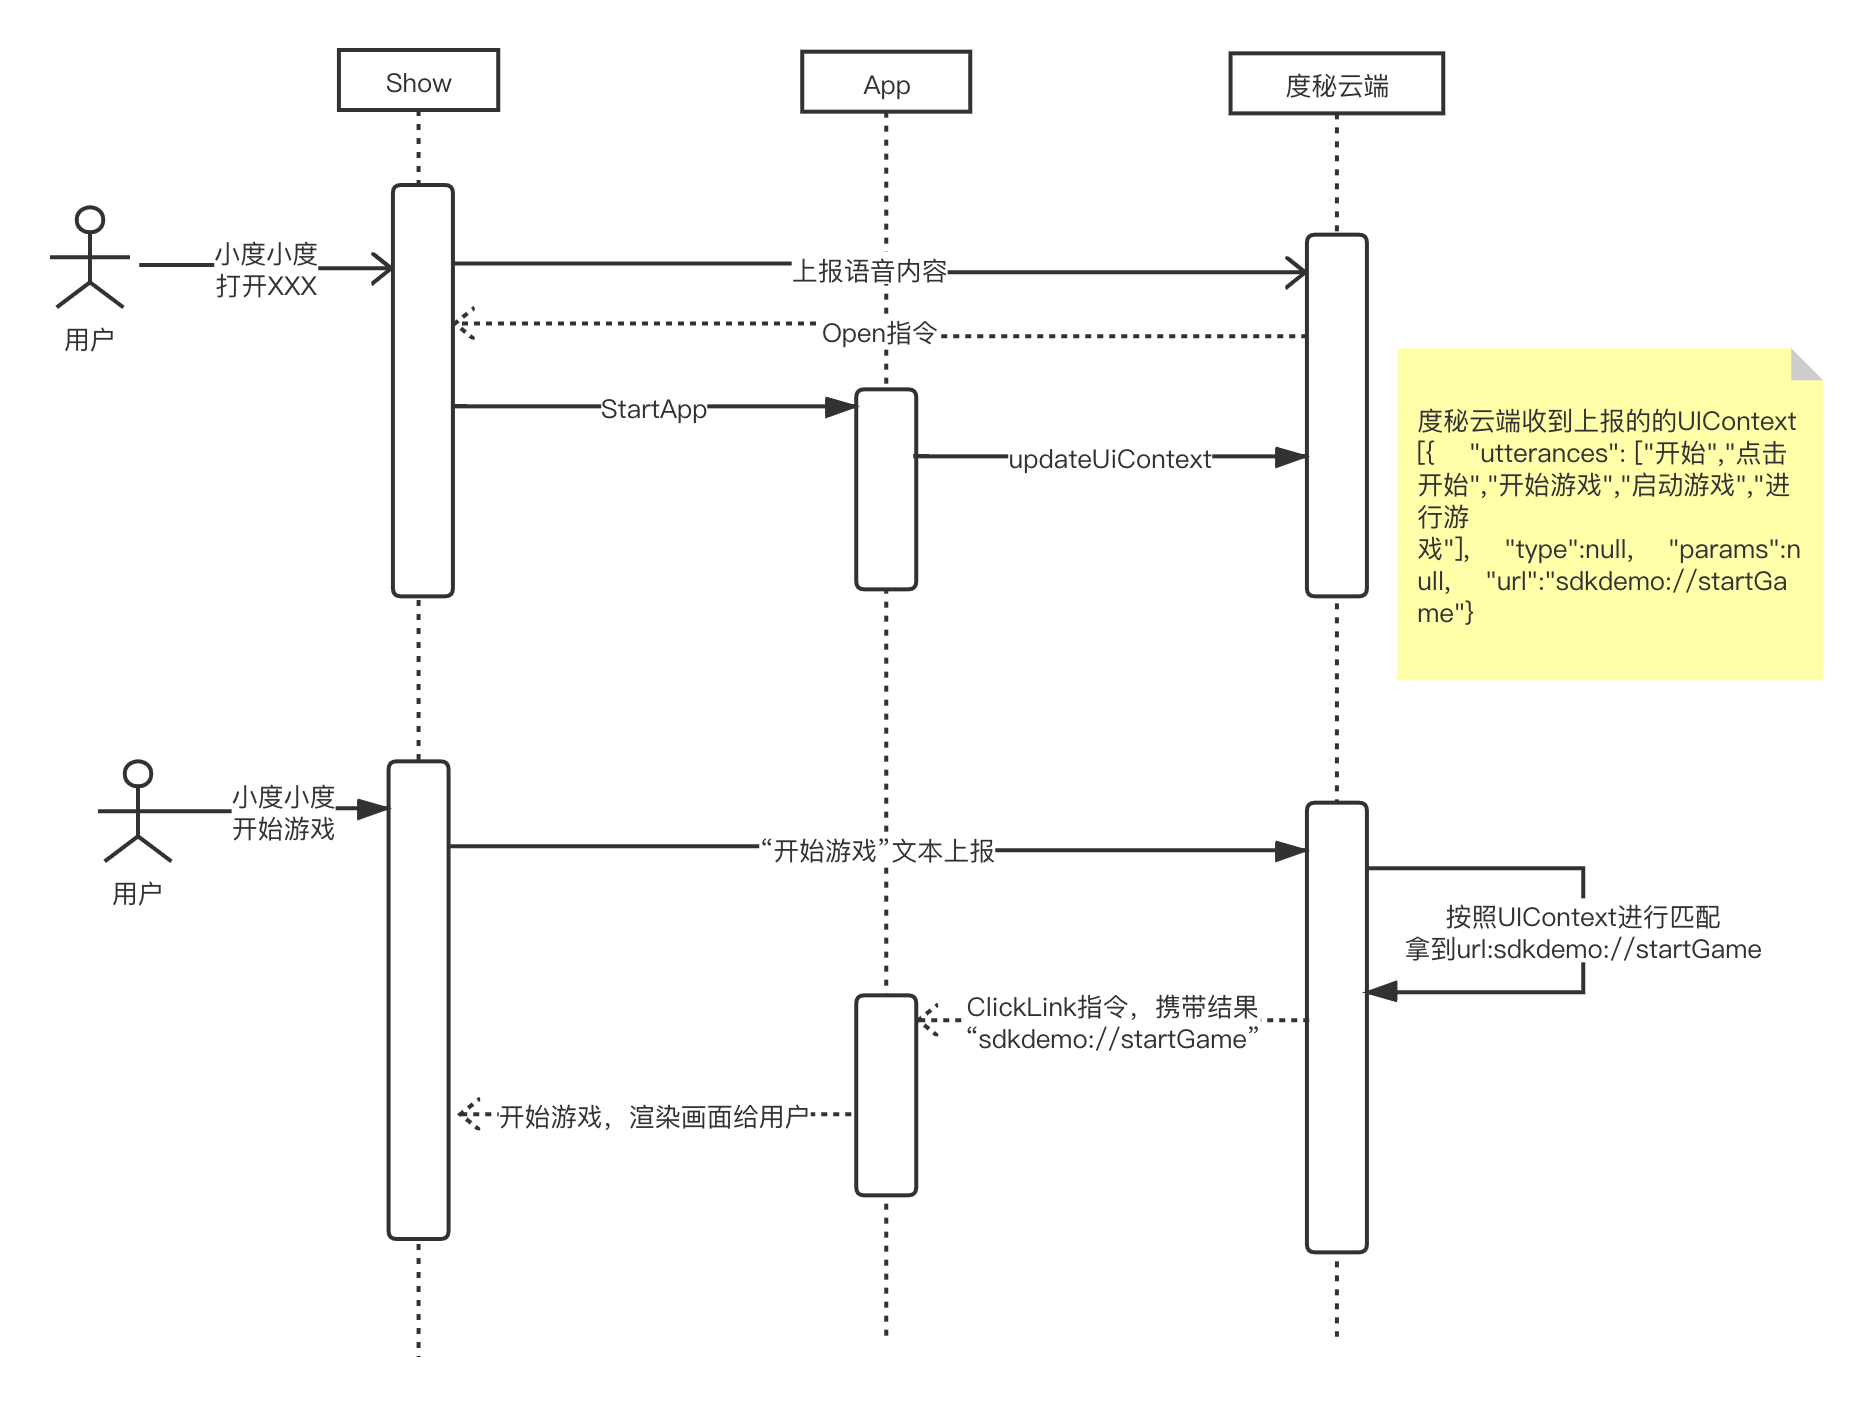 Show
App
度秘云端
小度小度
打开XXX
用户
上报语音内容
Open指令
StartApp
updateUiContext
度秘云端收到上报的的UIContext
[{    "utterances": ["开始","点击
开始","开始游戏","启动游戏","进
行游
戏"],    "type":null,    "params":n
ull,    "url":"sdkdemo://startGa
me"}
小度小度
开始游戏
用户
“开始游戏”文本上报
按照UIContext进行匹配
拿到url:sdkdemo://startGame
ClickLink指令，携带结果
“sdkdemo://startGame”
开始游戏，渲染画面给用户